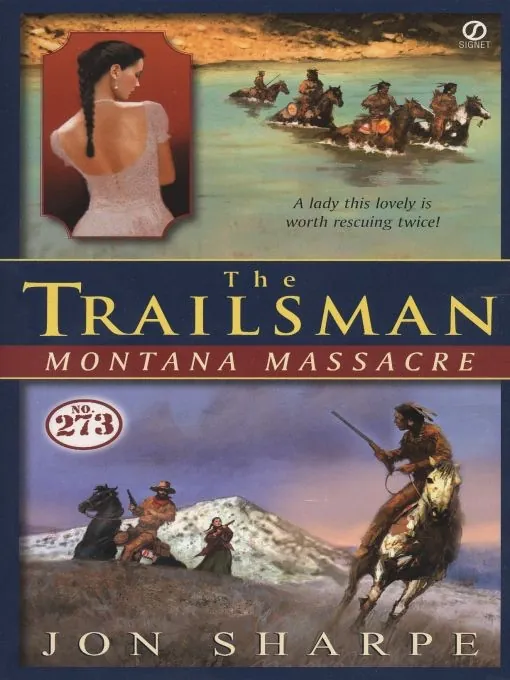 SIGNET
A lady this lovely is
worth rescuing twice!
The
TRAILSMAN
MONTANA MASSACRE
NO.
273
JON SHARPE